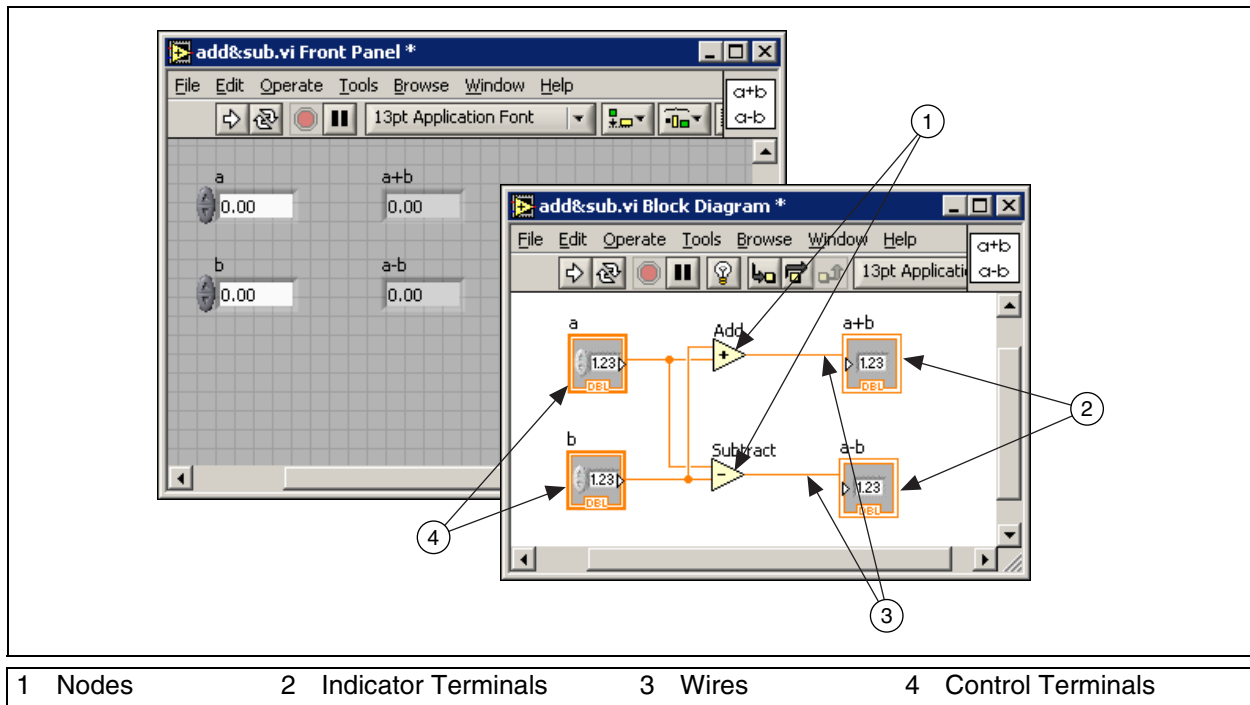 add&sub.vi Front Panel *
File Edit Operate Tools Browse Window Help
13pt Application Font
a+b
a-b
a
0.00
a+b
0.00
b
0.00
a-b
0.00
add&sub.vi Block Diagram *
File Edit Operate Tools Browse Window Help
13pt Applicati
a+b
a-b
a
1.23
DBL
Add
+
a+b
1.23
DBL
b
1.23
DBL
Subtract
-
a-b
1.23
DBL
1
2
3
4
1 Nodes 2 Indicator Terminals 3 Wires 4 Control Terminals